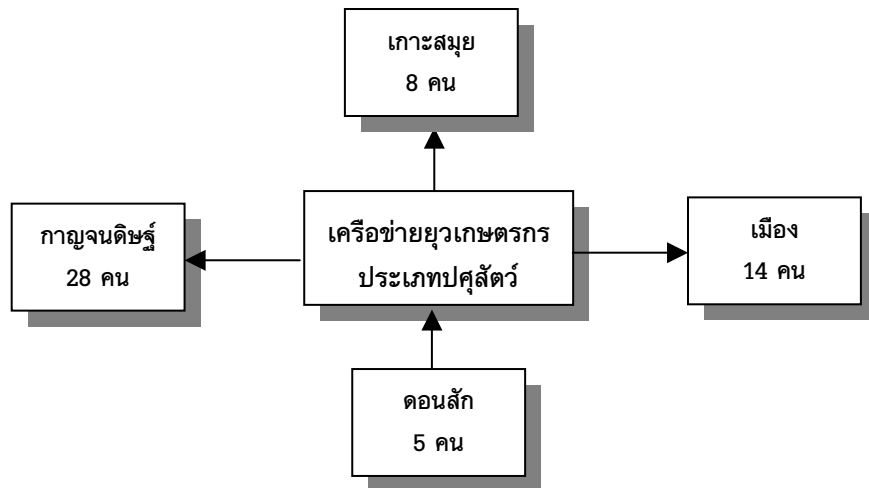 เกาะสมุย
8 คน
กาญจนดิษฐ์
28 คน
เครือข่ายยุวเกษตรกร
ประเภทปศุสัตว์
เมือง
14 คน
ดอนสัก
5 คน